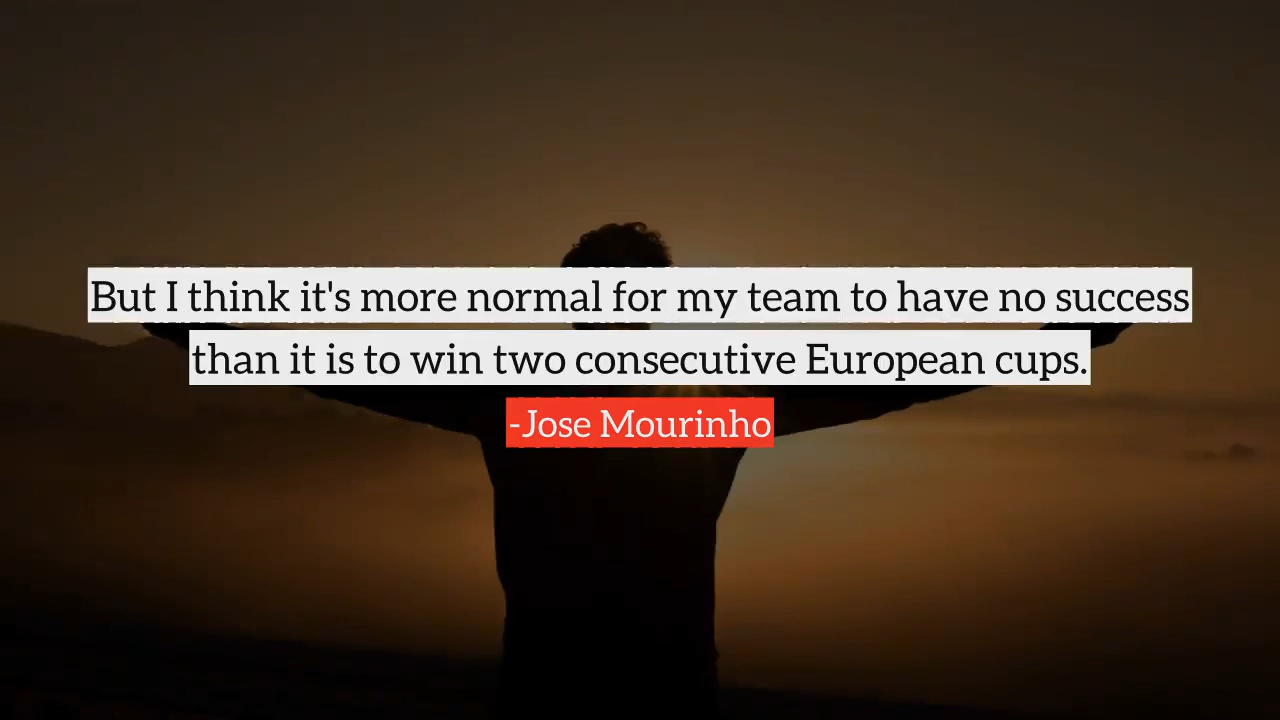 But I think it's more normal for my team to have no success
than it is to win two consecutive European cups.
-Jose Mourinho